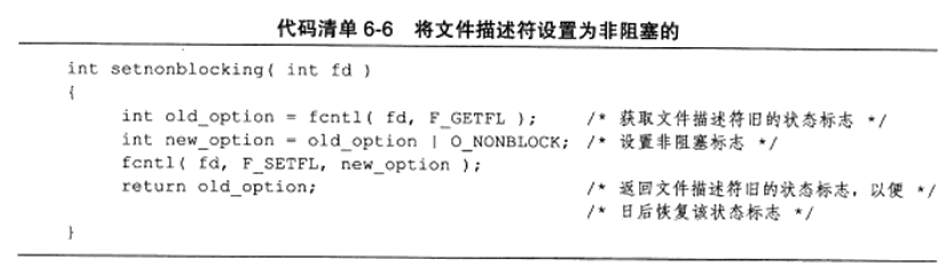 代码清单 6-6 将文件描述符设置为非阻塞的
int setnonblocking( int fd )
{
int old_option = fcntl( fd, F_GETFL ); /* 获取文件描述符旧的状态标志 */
int new_option = old_option | O_NONBLOCK; /* 设置非阻塞标志 */
fcntl( fd, F_SETFL, new_option );
return old_option; /* 返回文件描述符旧的状态标志，以便 */
/* 日后恢复该状态标志 */
}